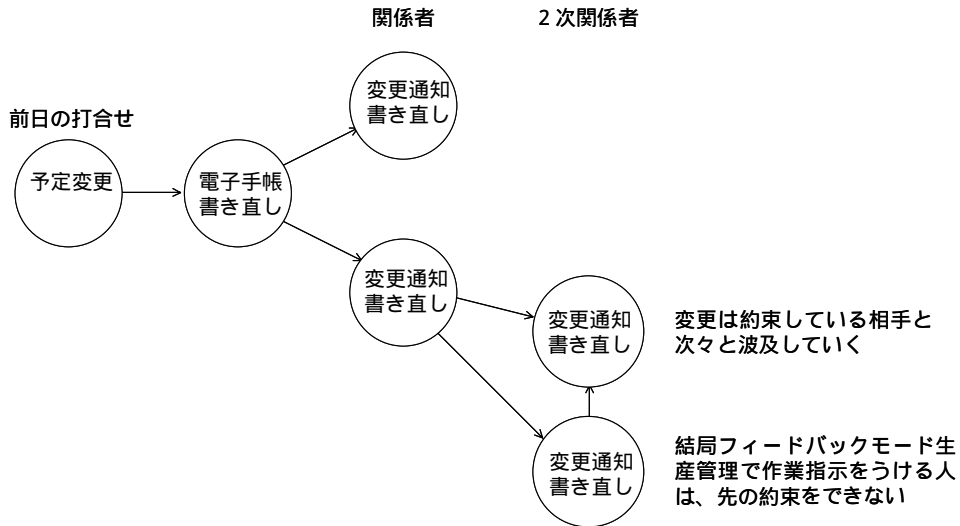 関係者
2次関係者
変更通知
書き直し
前日の打合せ
予定変更
電子手帳
書き直し
変更通知
書き直し
変更通知
書き直し
変更は約束している相手と
次々と波及していく
変更通知
書き直し
結局フィードバックモード生
産管理で作業指示をうける人
は、先の約束をできない